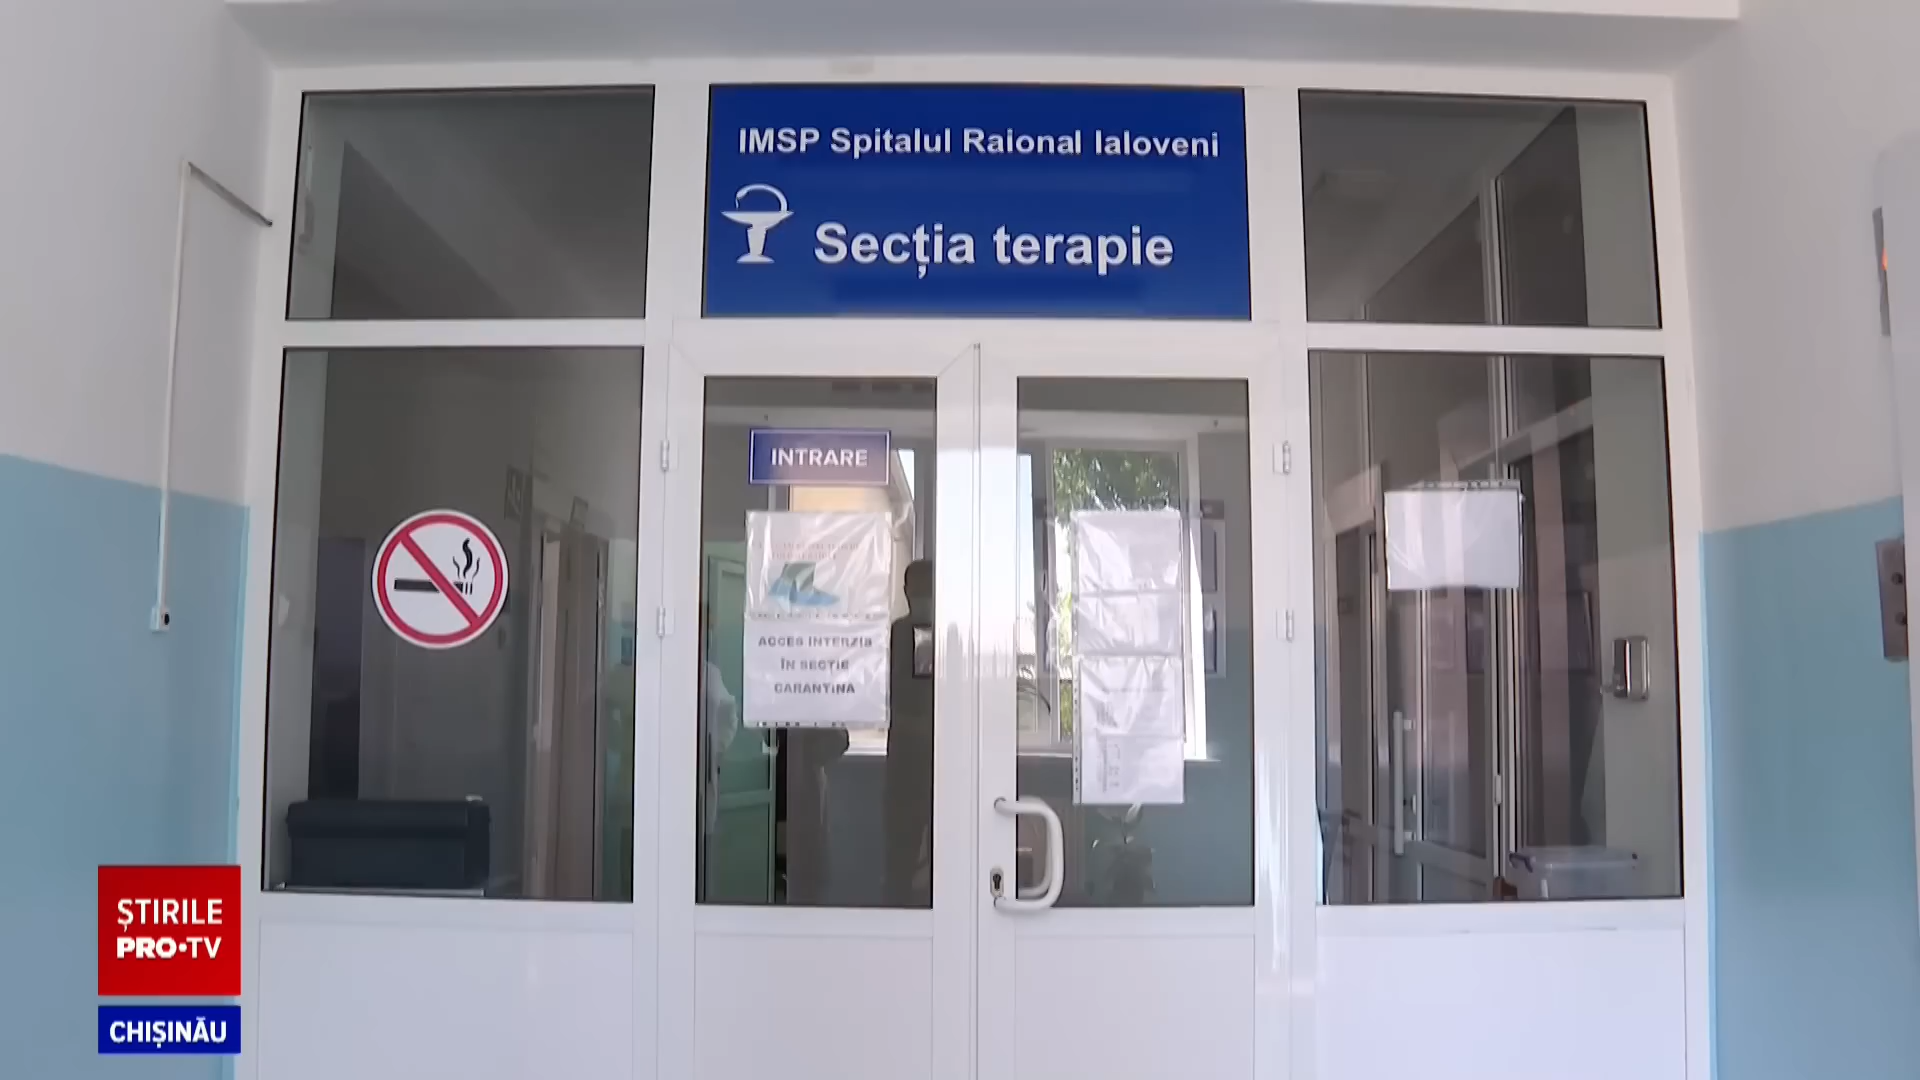 IMSP Spitalul Raional Ialoveni
Secția terapie
INTRARE
ACCES INTERZIS
ÎN SECȚIE
CARANTINA
ȘTIRILE
PRO•TV
CHIȘINĂU